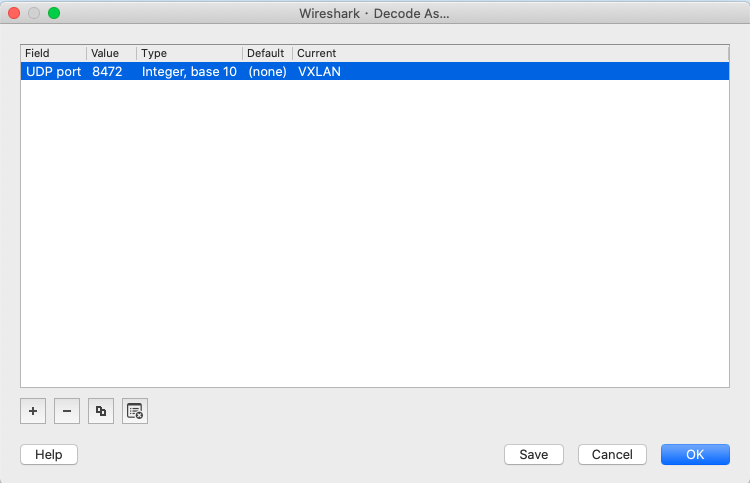 Wireshark · Decode As...
Field Value Type Default Current
UDP port 8472 Integer, base 10 (none) VXLAN
Help Save Cancel OK